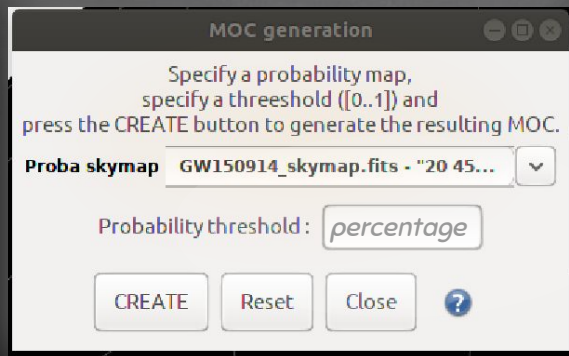 MOC generation
Specify a probability map,
specify a threeshold ([0..1]) and
press the CREATE button to generate the resulting MOC.
Proba skymap GW150914_skymap.fits - "20 45...
Probability threshold : percentage
CREATE Reset Close ?